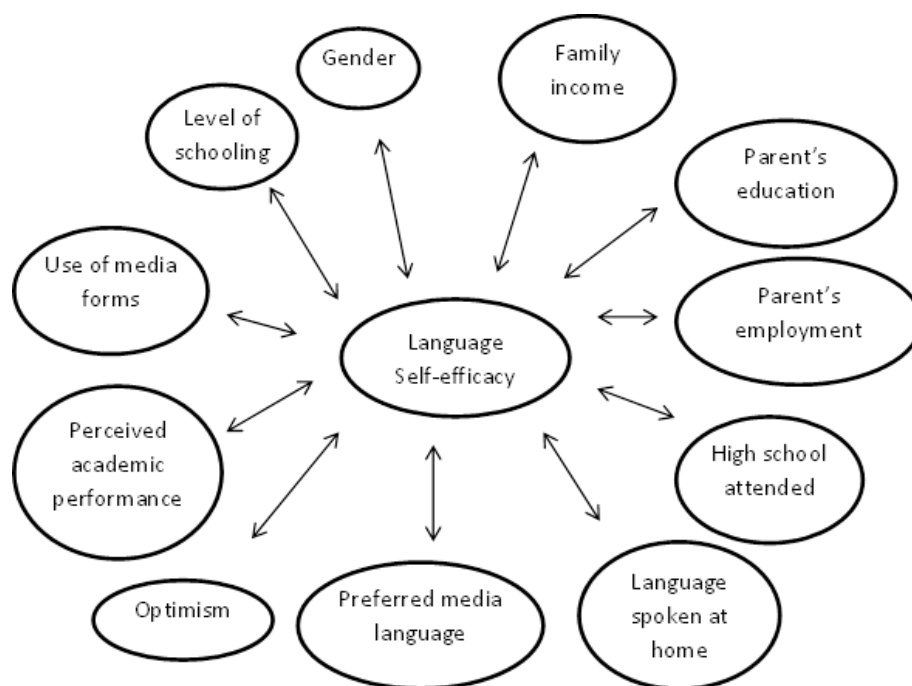 Gender
Family
income
Level of
schooling
Parent's
education
Use of media
forms
Parent's
employment
Language
Self-efficacy
Perceived
academic
performance
High school
attended
Optimism
Preferred media
language
Language
spoken at
home